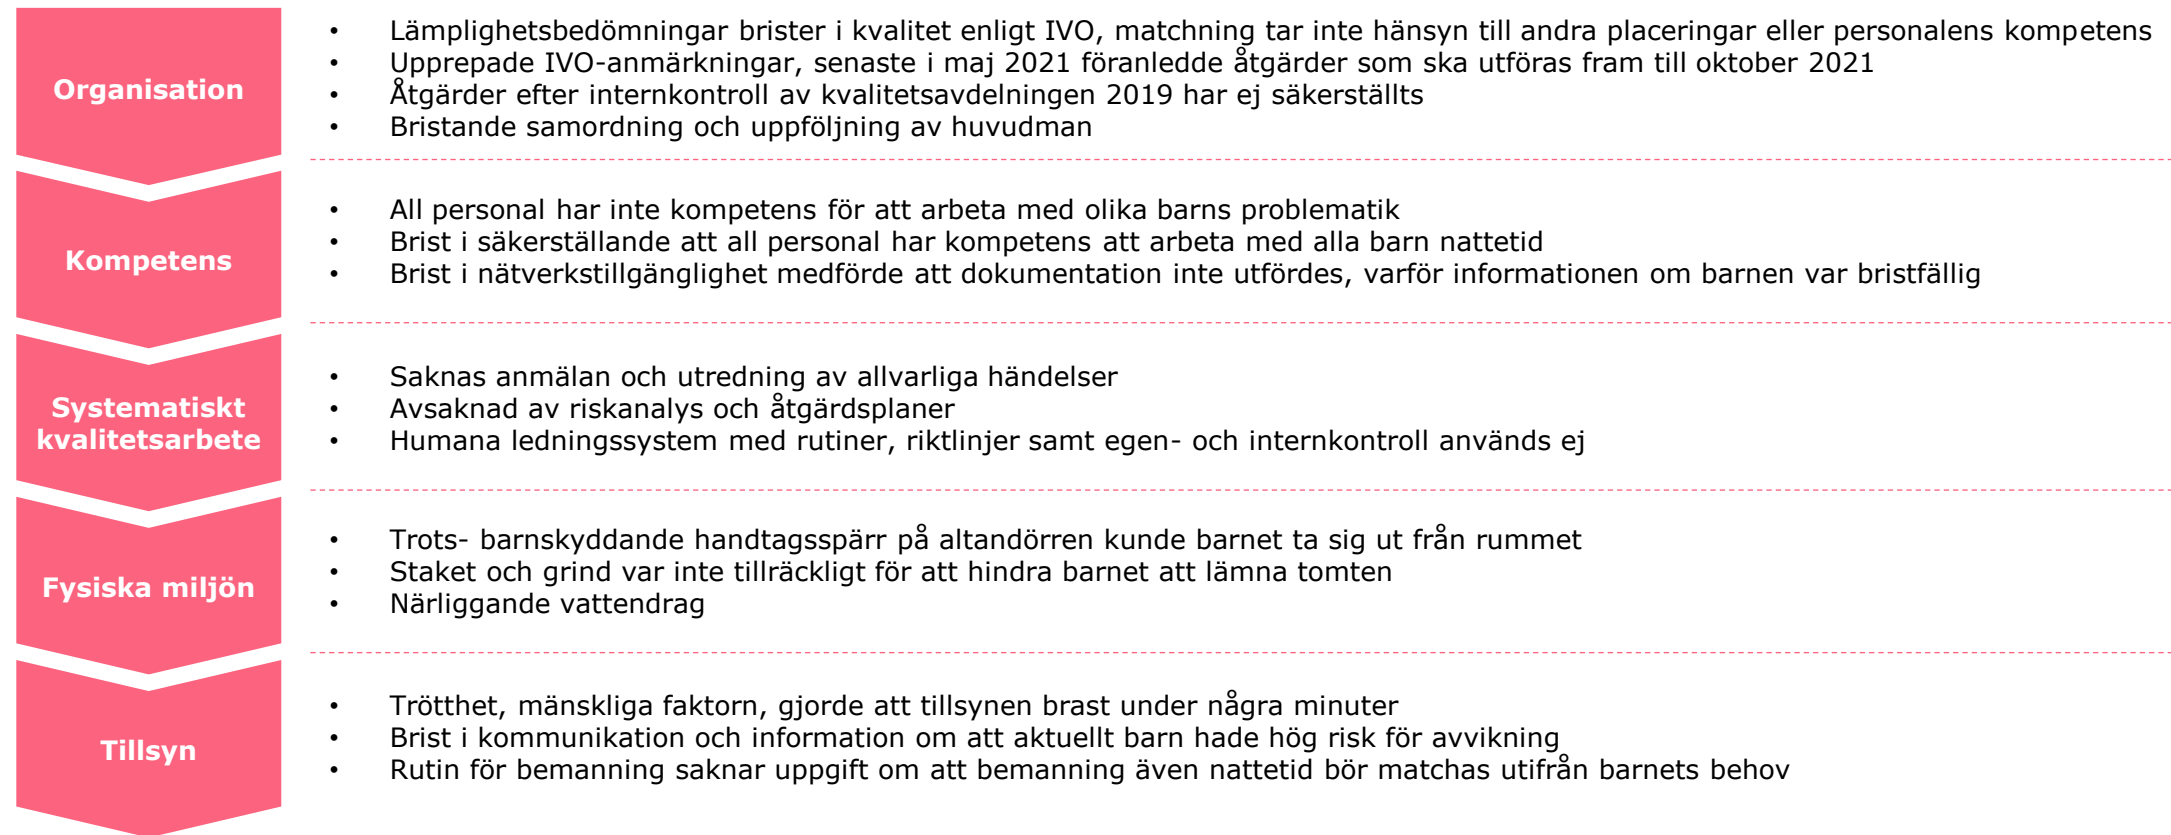 Organisation
• Lämplighetsbedömningar brister i kvalitet enligt IVO, matchning tar inte hänsyn till andra placeringar eller personalens kompetens
• Upprepade IVO-anmärkningar, senaste i maj 2021 föranledde åtgärder som ska utföras fram till oktober 2021
• Åtgärder efter internkontroll av kvalitetsavdelningen 2019 har ej säkerställts
• Bristande samordning och uppföljning av huvudman
Kompetens
• All personal har inte kompetens för att arbeta med olika barns problematik
• Brist i säkerställande att all personal har kompetens att arbeta med alla barn nattetid
• Brist i nätverkstillgänglighet medförde att dokumentation inte utfördes, varför informationen om barnen var bristfällig
Systematiskt
kvalitetsarbete
• Saknas anmälan och utredning av allvarliga händelser
• Avsaknad av riskanalys och åtgärdsplaner
• Humana ledningssystem med rutiner, riktlinjer samt egen- och internkontroll används ej
Fysiska miljön
• Trots- barnskyddande handtagsspärr på altandörren kunde barnet ta sig ut från rummet
• Staket och grind var inte tillräckligt för att hindra barnet att lämna tomten
• Närliggande vattendrag
Tillsyn
• Trötthet, mänskliga faktorn, gjorde att tillsynen brast under några minuter
• Brist i kommunikation och information om att aktuellt barn hade hög risk för avvikning
• Rutin för bemanning saknar uppgift om att bemanning även nattetid bör matchas utifrån barnets behov